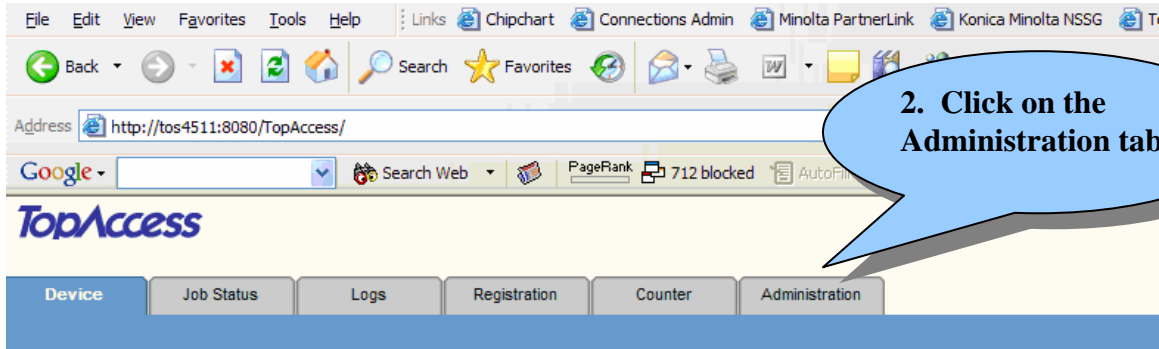 File Edit View Favorites Tools Help Links Chipchart Connections Admin Minolta PartnerLink Konica Minolta NSSG
Back Search Favorites
2. Click on the
Administration tab
Address http://tos4511:8080/TopAccess/
Google Search Web PageRank 712 blocked AutoFill
TopAccess
Device Job Status Logs Registration Counter Administration